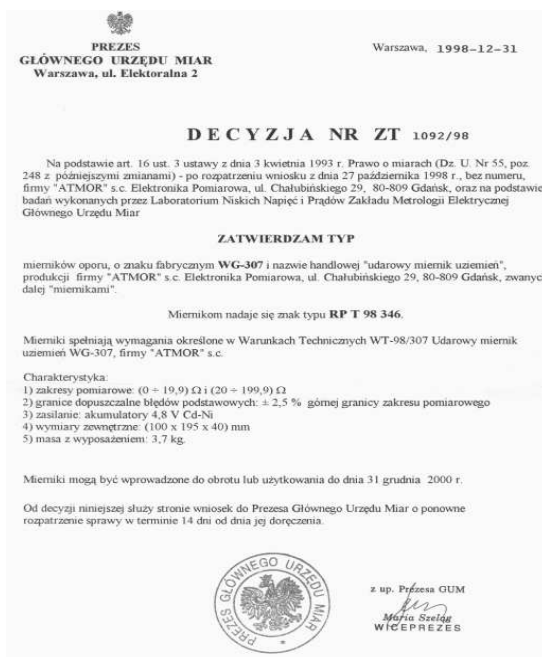 PREZES
GŁÓWNEGO URZĘDU MIAR
Warszawa, ul. Elektoralna 2
Warszawa, 1998-12-31
DECYZJA NR ZT 1092/98
Na podstawie art. 16 ust. 3 ustawy z dnia 3 kwietnia 1993 r. Prawo o miarach (Dz. U. Nr 55, poz
248 z późniejszymi zmianami) - po rozpatrzeniu wniosku z dnia 27 października 1998 r., bez numeru,
firmy "ATMOR" s.c. Elektronika Pomiarowa, ul. Chałubińskiego 29, 80-809 Gdańsk, oraz na podstawie
badań wykonanych przez Laboratorium Niskich Napięć i Prądów Zakładu Metrologii Elektrycznej
Głównego Urzędu Miar
ZATWIERDZAM TYP
mierników oporu, o znaku fabrycznym WG-307 i nazwie handlowej "udarowy miernik uziemień",
produkcji firmy "ATMOR" s.c. Elektronika Pomiarowa, ul. Chałubińskiego 29, 80-809 Gdańsk, zwanyc
dalej "miernikami".
Miernikom nadaje się znak typu RP T 98 346.
Mierniki spełniają wymagania określone w Warunkach Technicznych WT-98/307 Udarowy miernik
uziemień WG-307, firmy "ATMOR" s.c.
Charakterystyka:
1) zakresy pomiarowe: (0 ÷ 19,9) Ω i (20 ÷ 199,9) Ω
2) granice dopuszczalne błędów podstawowych: ± 2,5 % górnej granicy zakresu pomiarowego
3) zasilanie: akumulatory 4,8 V Cd-Ni
4) wymiary zewnętrzne: (100 x 195 x 40) mm
5) masa z wyposażeniem: 3,7 kg.
Mierniki mogą być wprowadzone do obrotu lub użytkowania do dnia 31 grudnia 2000 r.
Od decyzji niniejszej służy stronie wniosek do Prezesa Głównego Urzędu Miar o ponowne
rozpatrzenie sprawy w terminie 14 dni od dnia jej doręczenia.
PREZES GŁÓWNEGO URZĘDU MIAR
z up. Prezesa GUM
Maria Szeląg
WICEPREZES